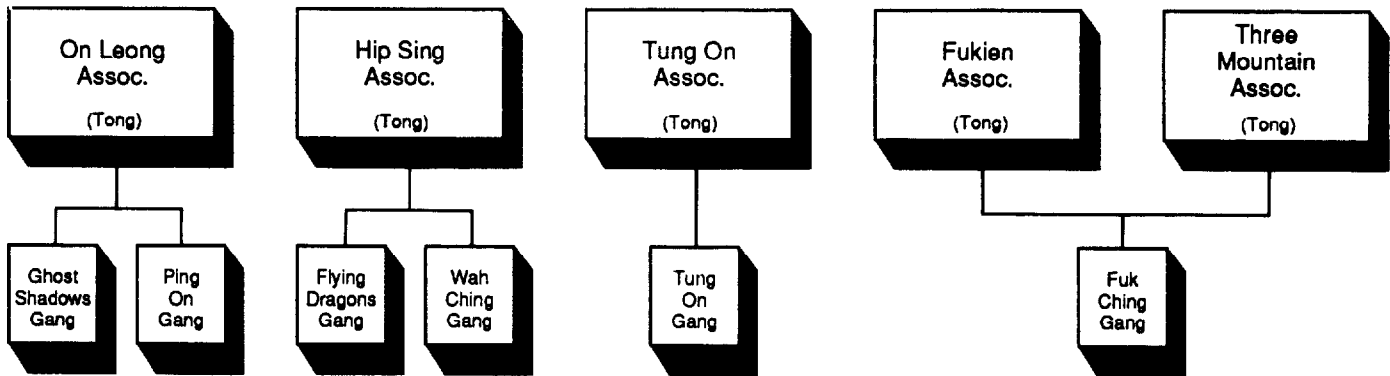 On Leong
Assoc.
(Tong)
Hip Sing
Assoc.
(Tong)
Tung On
Assoc.
(Tong)
Fukien
Assoc.
(Tong)
Three
Mountain
Assoc.
(Tong)
Ghost
Shadows
Gang
Ping
On
Gang
Flying
Dragons
Gang
Wah
Ching
Gang
Tung
On
Gang
Fuk
Ching
Gang